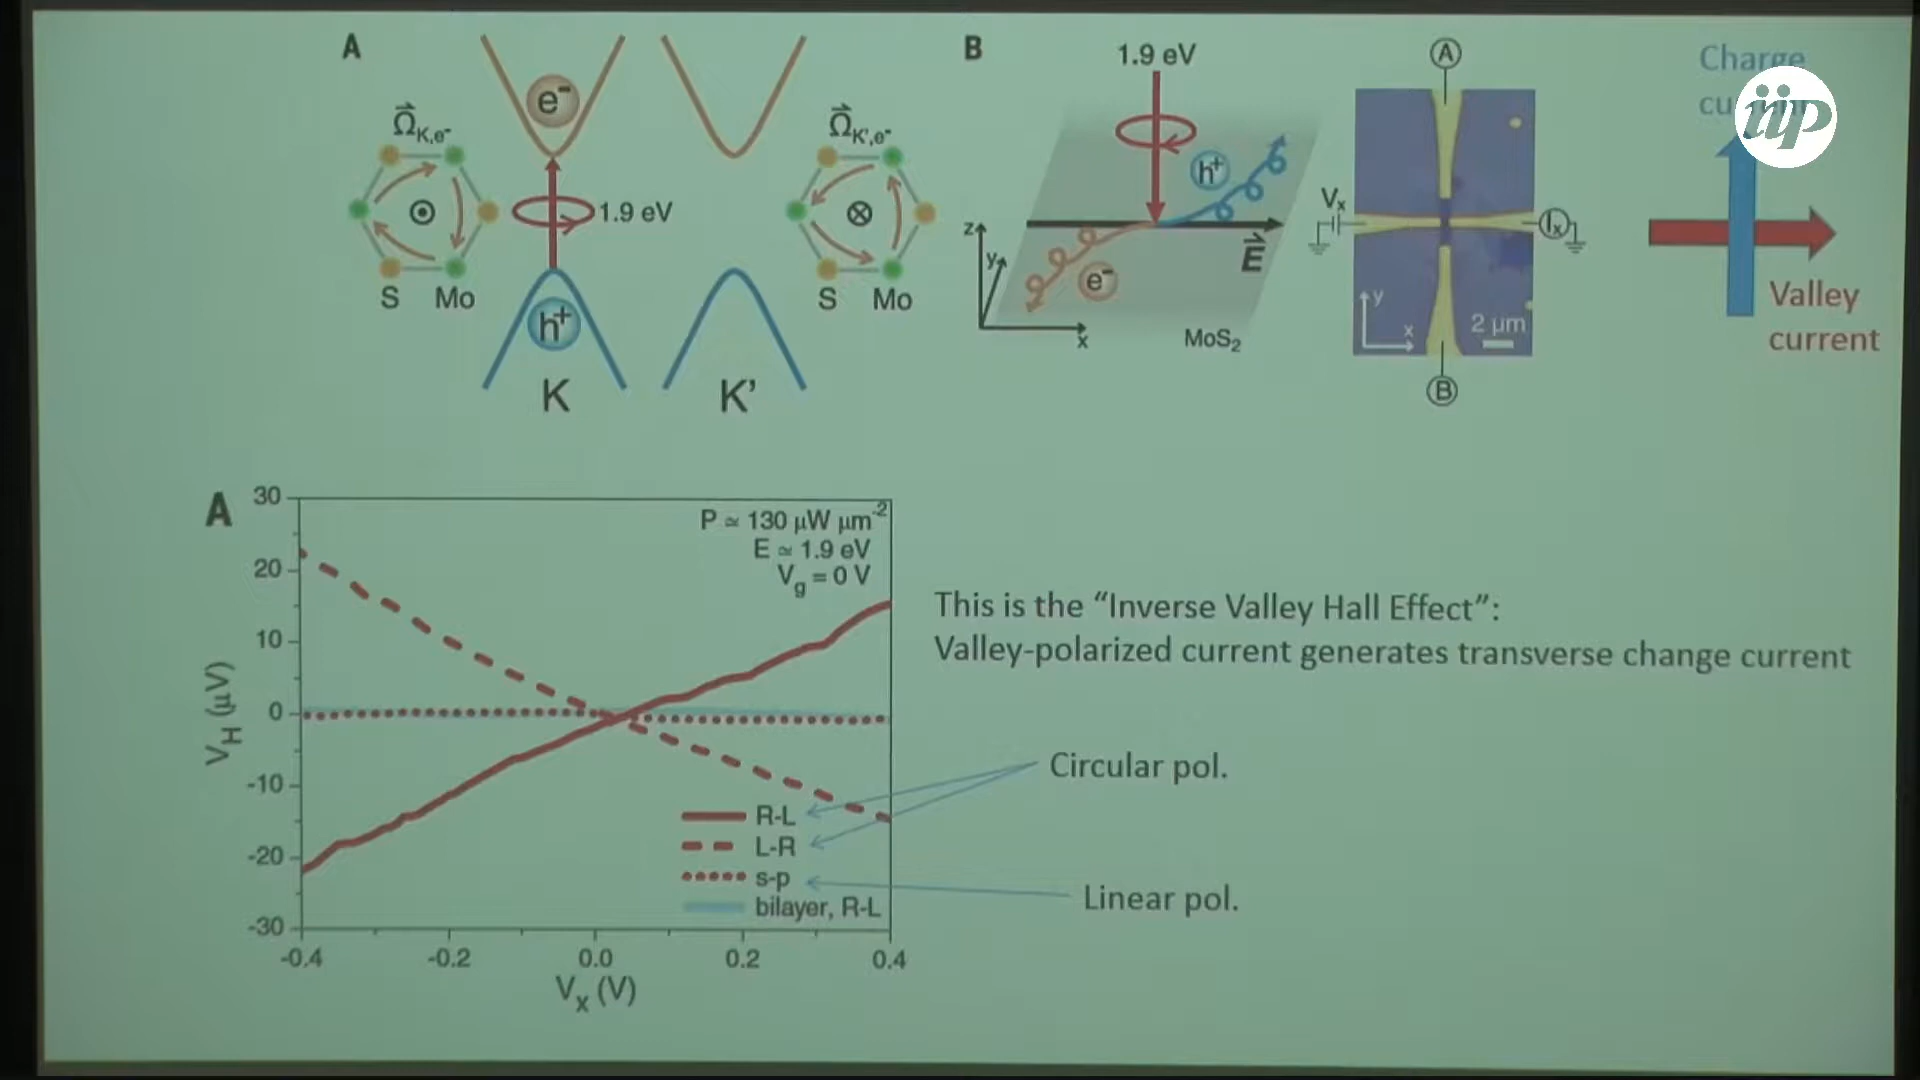 A
e-
Ω⃗K,e-
1.9 eV
h+
S Mo
K
K'
Ω⃗K',e-
S Mo
B
1.9 eV
h+
e-
E⃗
z
y
x
MoS2
A
Vx
Ix
y
x
2 µm
B
Charge
iip
Valley
current
A
30
20
10
0
-10
-20
-30
VH (µV)
P ≃ 130 µW µm-2
E ≃ 1.9 eV
Vg = 0 V
R-L
L-R
s-p
bilayer, R-L
-0.4 -0.2 0.0 0.2 0.4
Vx (V)
This is the “Inverse Valley Hall Effect”:
Valley-polarized current generates transverse change current
Circular pol.
Linear pol.